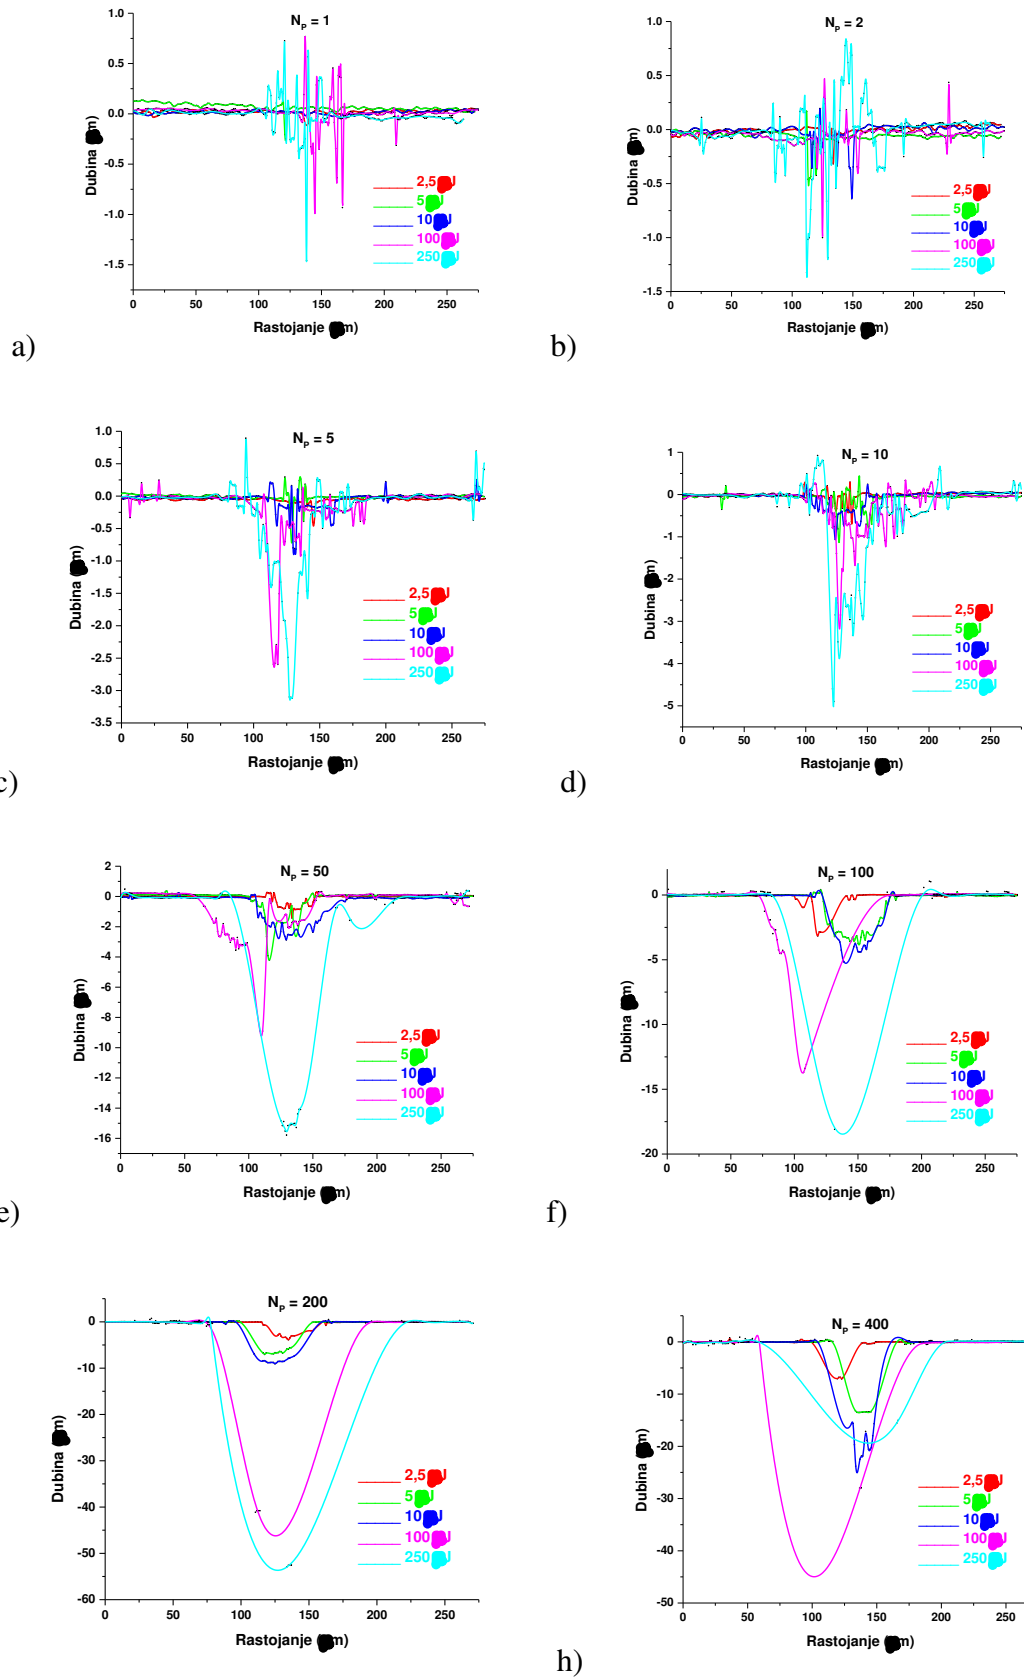 N_P = 1
1.0
0.5
0.0
-0.5
-1.0
-1.5
0 50 100 150 200 250
Dubina m)
Rastojanje ( m)
2,5 J
5 J
10 J
100 J
250 J
a)
N_P = 2
1.0
0.5
0.0
-0.5
-1.0
-1.5
0 50 100 150 200 250
Dubina m)
Rastojanje ( m)
2,5 J
5 J
10 J
100 J
250 J
b)
N_P = 5
1.0
0.5
0.0
-0.5
-1.0
-1.5
-2.0
-2.5
-3.0
-3.5
0 50 100 150 200 250
Dubina m)
Rastojanje ( m)
2,5 J
5 J
10 J
100 J
250 J
c)
N_P = 10
1
0
-1
-2
-3
-4
-5
0 50 100 150 200 250
Dubina m)
Rastojanje ( m)
2,5 J
5 J
10 J
100 J
250 J
d)
N_P = 50
2
0
-2
-4
-6
-8
-10
-12
-14
-16
0 50 100 150 200 250
Dubina m)
Rastojanje ( m)
2,5 J
5 J
10 J
100 J
250 J
e)
N_P = 100
0
-5
-10
-15
-20
0 50 100 150 200 250
Dubina m)
Rastojanje ( m)
2,5 J
5 J
10 J
100 J
250 J
f)
N_P = 200
0
-10
-20
-30
-40
-50
-60
0 50 100 150 200 250
Dubina m)
Rastojanje ( m)
2,5 J
5 J
10 J
100 J
250 J
N_P = 400
0
-10
-20
-30
-40
-50
0 50 100 150 200 250
Dubina m)
Rastojanje ( m)
2,5 J
5 J
10 J
100 J
250 J
h)